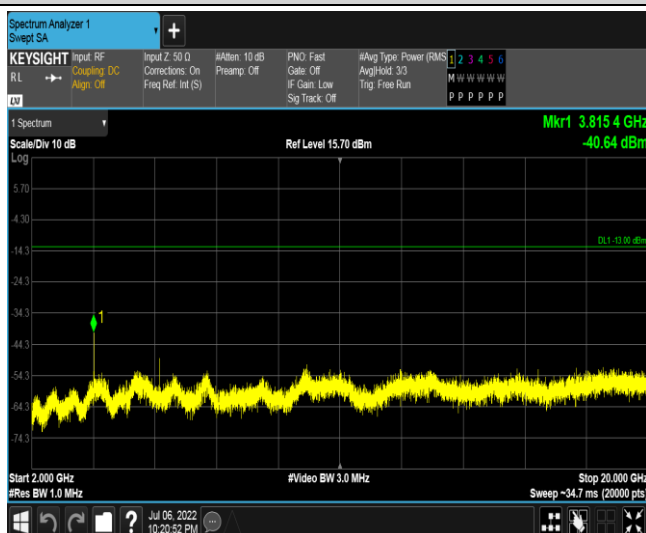 Spectrum Analyzer 1
Swept SA
+
KEYSIGHT Input: RF Input Z: 50 Ω #Atten: 10 dB PNO: Fast #Avg Type: Power (RMS 1 2 3 4 5 6
RL Coupling: DC Corrections: On Preamp: Off Gate: Off Avg|Hold: 3/3 M W W W W W
Align: Off Freq Ref: Int (S) IF Gain: Low Trig: Free Run
Sig Track: Off P P P P P P
LXI
1 Spectrum Mkr1 3.815 4 GHz
Scale/Div 10 dB Ref Level 15.70 dBm -40.64 dBm
Log
5.70
-4.30
DL1 -13.00 dBm
-14.3
-24.3
-34.3
1
-44.3
-54.3
-64.3
-74.3
Start 2.000 GHz #Video BW 3.0 MHz Stop 20.000 GHz
#Res BW 1.0 MHz Sweep ~34.7 ms (20000 pts)
? Jul 06, 2022
10:20:52 PM